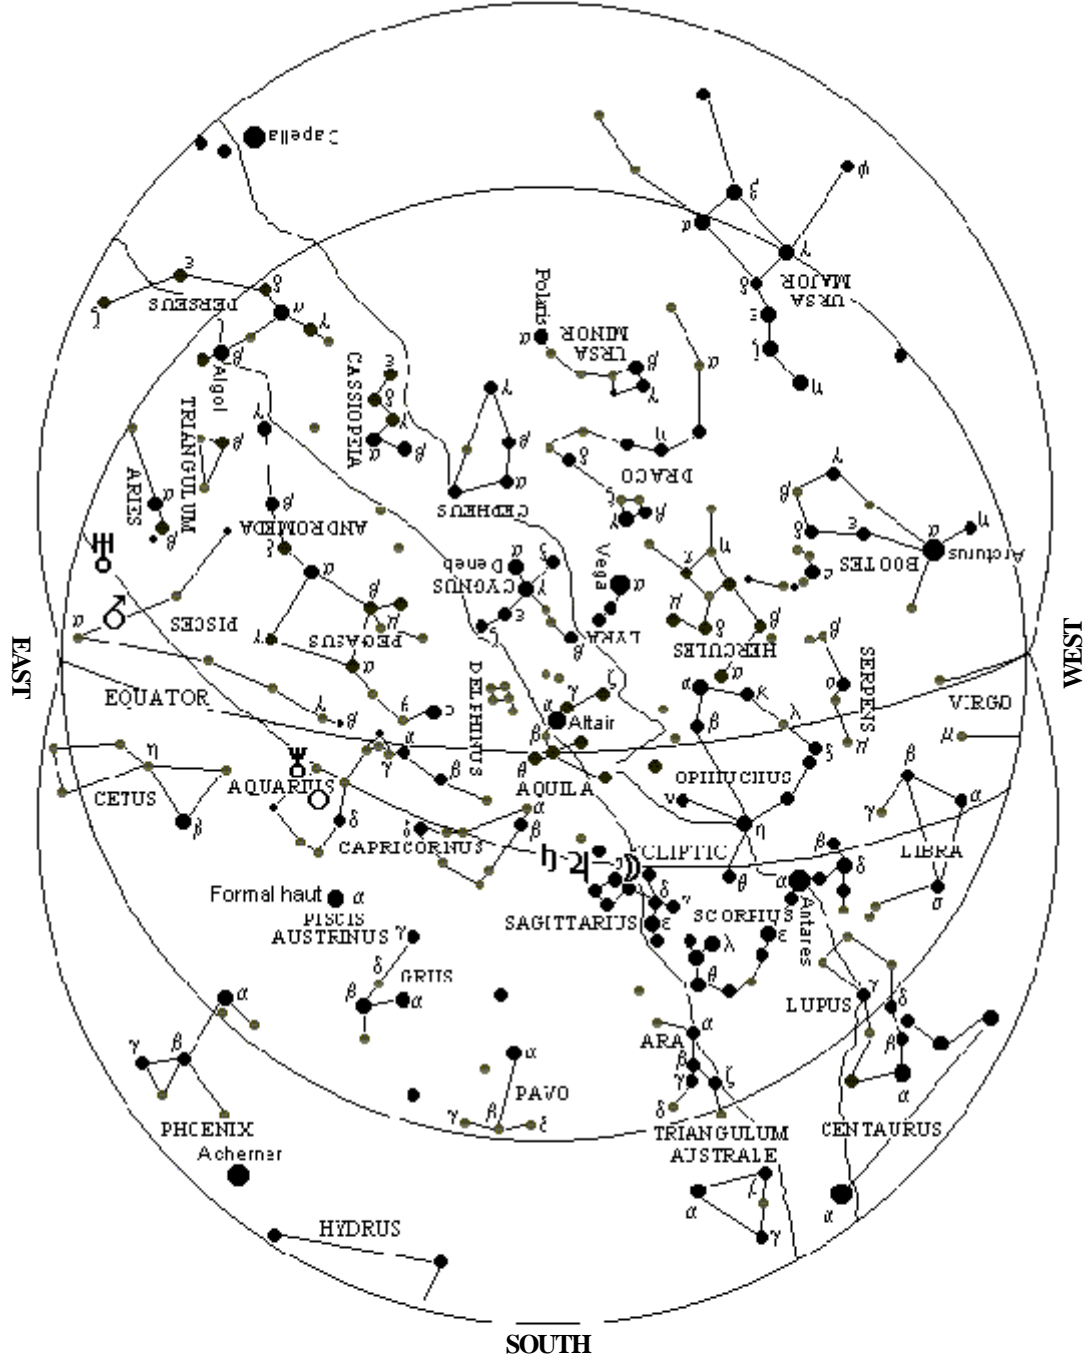 Capella
α
ζ
φ
α
γ
δ
URSA
MAJOR
ε
ζ
η
ε
δ
ζ
PERSEUS
α
γ
β
Algol
Polaris
α
URSA
MINOR
β
γ
α
CASSIOPEIA
ε
δ
γ
α
β
γ
β
α
CEPHEUS
η
δ
DRACO
ξ
β
γ
TRIANGULUM
β
ARIES
α
β
γ
β
ANDROMEDA
δ
α
γ
β
δ
ε
α
η
BOOTES
Arcturus
α
Deneb
CYGNUS
γ
ε
ζ
β
Vega
α
LYRA
η
μ
δ
β
HERCULES
α
β
μ
PEGASUS
γ
α
PISCES
α
EAST
WEST
EQUATOR
γ
β
ε
DELPHINUS
ζ
γ
α
Altair
β
θ
AQUILA
α
κ
β
λ
OPHIUCHUS
ν
η
θ
SERPENS
β
α
μ
VIRGO
μ
η
CETUS
β
AQUARIUS
γ
α
β
δ
CAPRICORNUS
δ
α
β
ECLIPTIC
β
γ
α
LIBRA
σ
Formal haut
α
PISCIS
AUSTRINUS
γ
δ
GRUS
β
α
SAGITTARIUS
δ
ε
SCORPIUS
α
Antares
β
δ
ε
λ
θ
γ
LUPUS
δ
α
γ
β
PHOENIX
Achernar
α
PAVO
γ
β
δ
ARA
α
β
γ
ζ
δ
TRIANGULUM
AUSTRALE
α
β
γ
β
α
CENTAURUS
α
HYDRUS
SOUTH